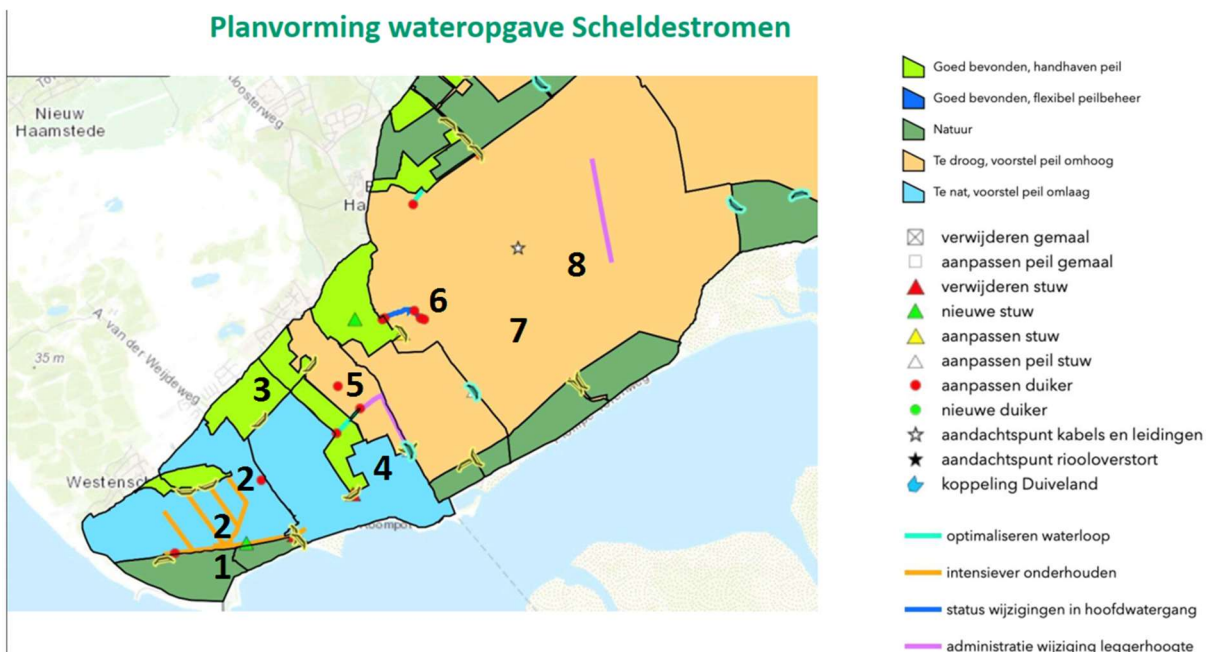 Planvorming wateropgave Scheldestromen
Nieuw
Haamstede
oosterweg
Ha
A. van der Weijdeweg
35 m
Westensch
oompot
8
6
7
5
3
4
2
2
1
Goed bevonden, handhaven peil
Goed bevonden, flexibel peilbeheer
Natuur
Te droog, voorstel peil omhoog
Te nat, voorstel peil omlaag
verwijderen gemaal
aanpassen peil gemaal
verwijderen stuw
nieuwe stuw
aanpassen stuw
aanpassen peil stuw
aanpassen duiker
nieuwe duiker
aandachtspunt kabels en leidingen
aandachtspunt riooloverstort
koppeling Duiveland
optimaliseren waterloop
intensiever onderhouden
status wijzigingen in hoofdwatergang
administratie wijziging leggerhoogte